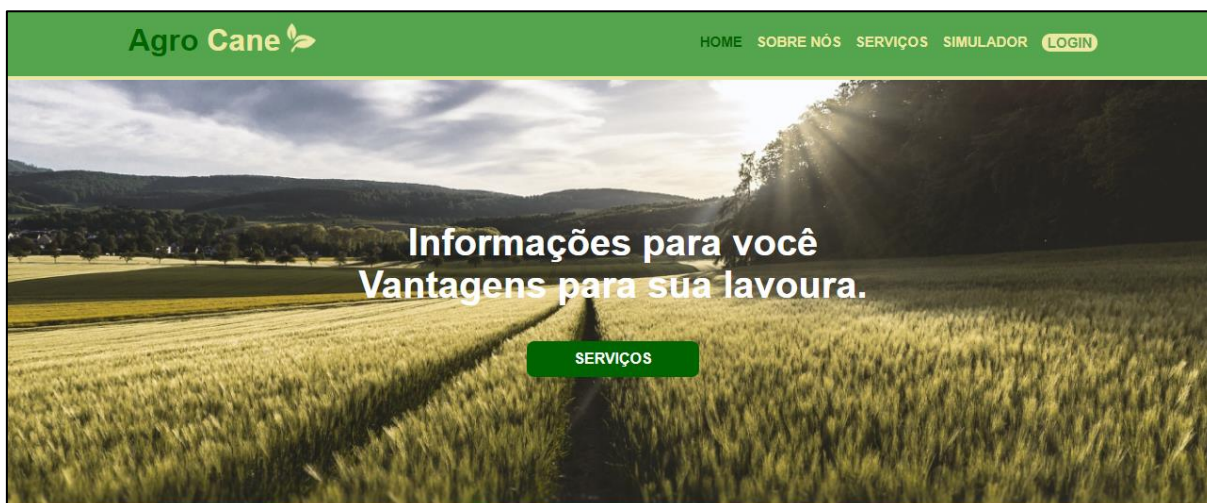 Agro Cane
HOME SOBRE NÓS SERVIÇOS SIMULADOR LOGIN
Informações para você
Vantagens para sua lavoura.
SERVIÇOS